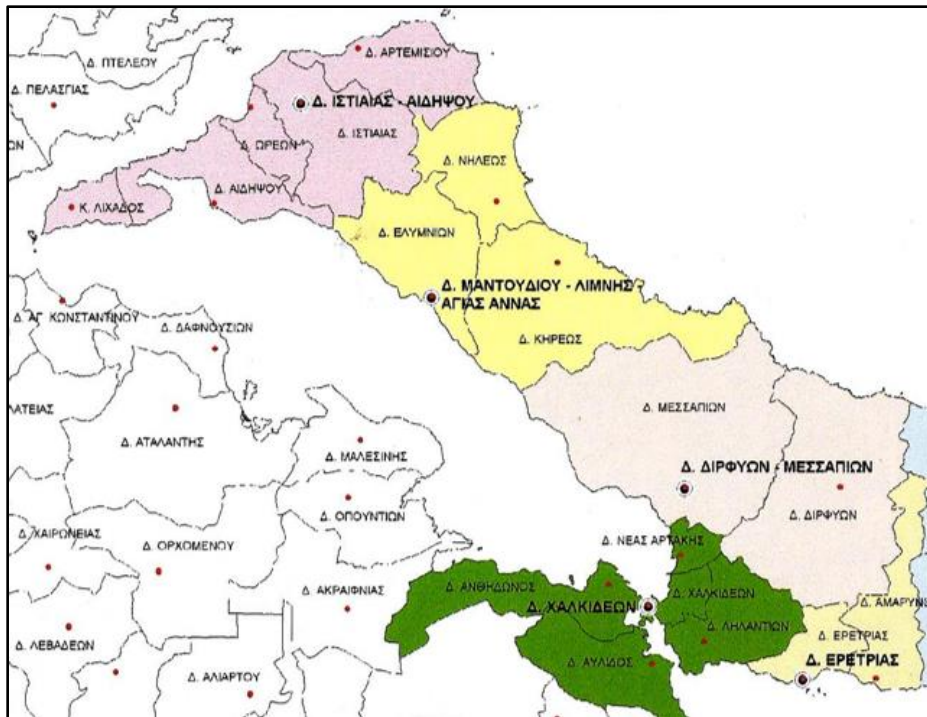 Δ. ΑΡΤΕΜΙΣΙΟΥ
Δ. ΠΤΕΛΕΟΥ
Δ. ΠΕΛΑΣΓΙΑΣ
Δ. ΙΣΤΙΑΙΑΣ - ΑΙΔΗΨΟΥ
ΩΝ
Δ. ΩΡΕΩΝ
Δ. ΙΣΤΙΑΙΑΣ
Δ. ΝΗΛΕΩΣ
Δ. ΑΙΔΗΨΟΥ
Κ. ΛΙΧΑΔΟΣ
Δ. ΕΛΥΜΝΙΩΝ
Δ. ΜΑΝΤΟΥΔΙΟΥ - ΛΙΜΝΗΣ -
ΑΓΙΑΣ ΑΝΝΑΣ
Δ. ΑΓ ΚΩΝΣΤΑΝΤΙΝΟΥ
Δ. ΔΑΦΝΟΥΣΙΩΝ
Δ. ΚΗΡΕΩΣ
ΛΑΤΕΙΑΣ
Δ. ΜΕΣΣΑΠΙΩΝ
Δ. ΑΤΑΛΑΝΤΗΣ
Δ. ΜΑΛΕΣΙΝΗΣ
Δ. ΔΙΡΦΥΩΝ - ΜΕΣΣΑΠΙΩΝ
Δ. ΟΠΟΥΝΤΙΩΝ
Δ. ΔΙΡΦΥΩΝ
Δ. ΧΑΙΡΩΝΕΙΑΣ
Δ. ΟΡΧΟΜΕΝΟΥ
Δ. ΝΕΑΣ ΑΡΤΑΚΗΣ
Δ. ΑΚΡΑΙΦΝΙΑΣ
Δ. ΑΝΘΗΔΩΝΟΣ
Δ. ΧΑΛΚΙΔΕΩΝ
Δ. ΧΑΛΚΙΔΕΩΝ
Δ. ΑΜΑΡΥΝ
Δ. ΛΗΛΑΝΤΙΩΝ
Δ. ΕΡΕΤΡΙΑΣ
Δ. ΛΕΒΑΔΕΩΝ
Δ. ΑΥΛΙΔΟΣ
Δ. ΕΡΕΤΡΙΑΣ
Δ. ΑΛΙΑΡΤΟΥ